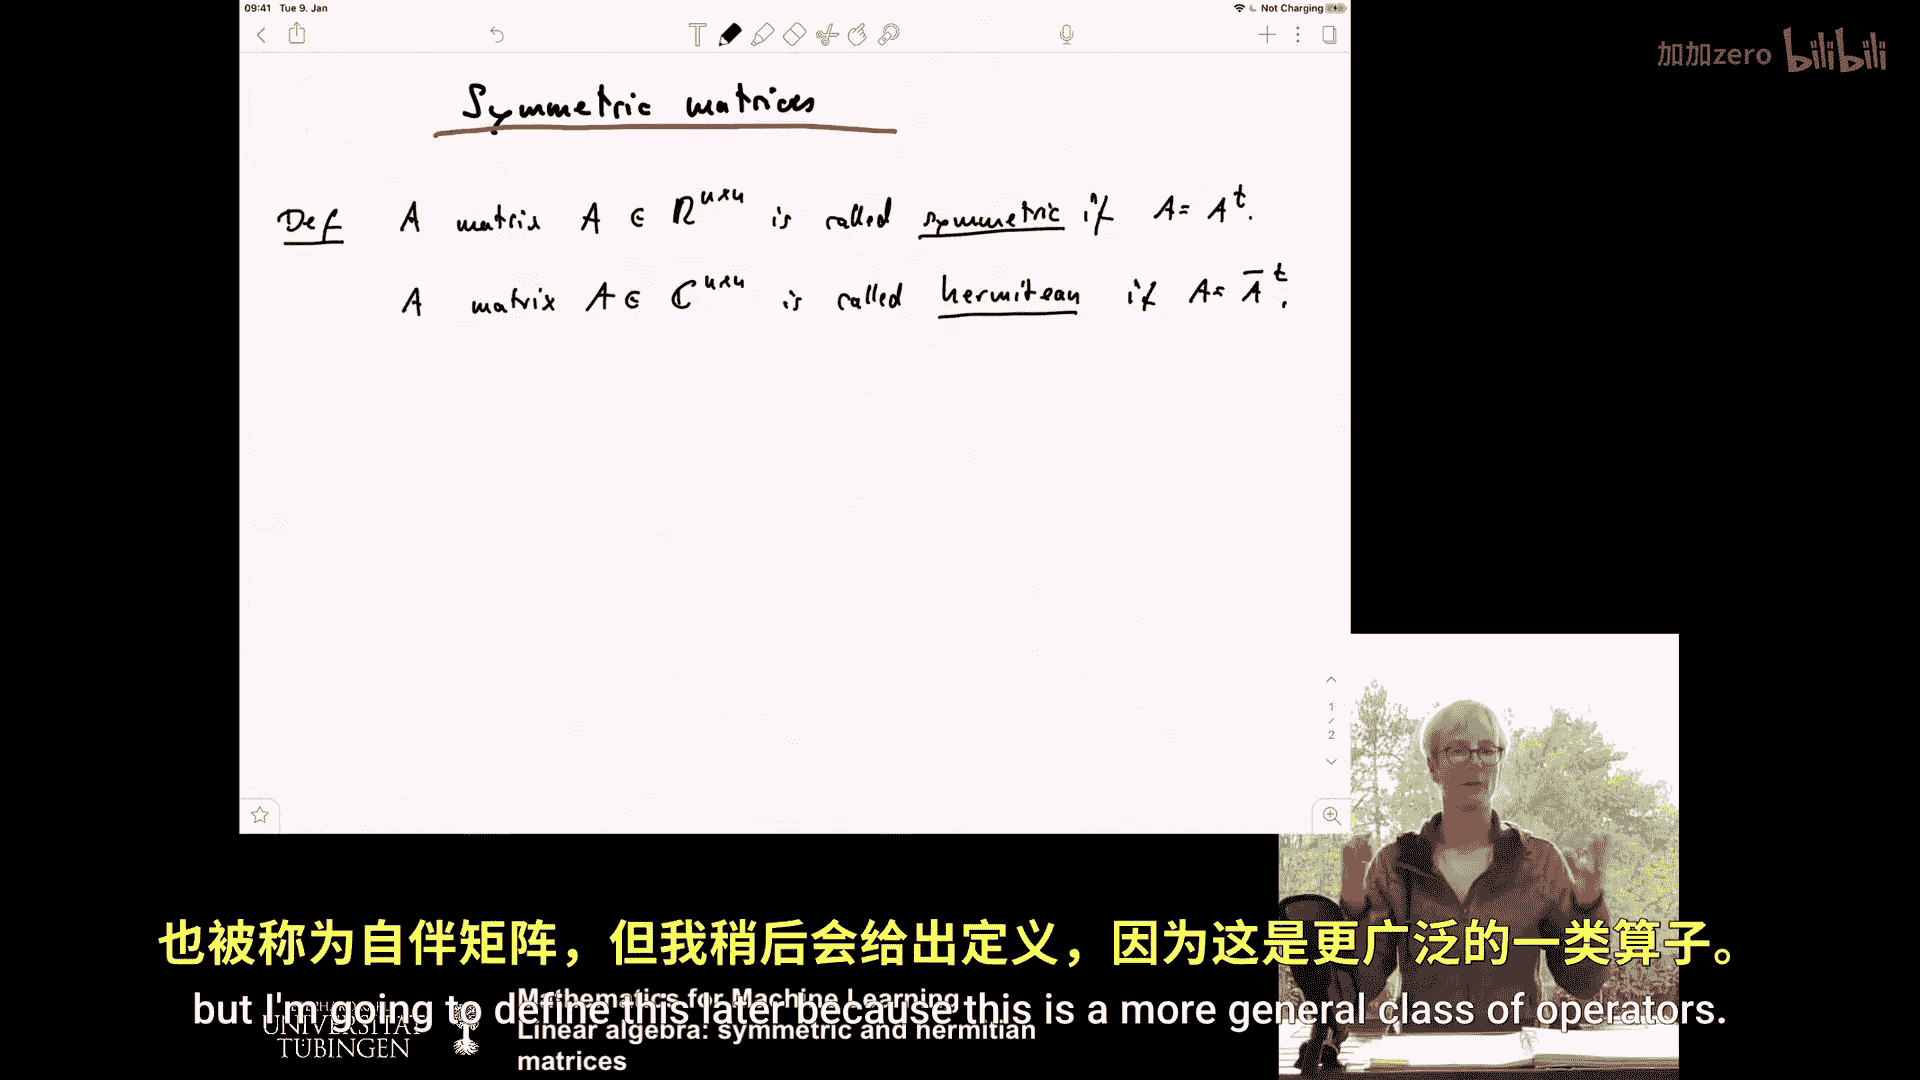 09:41 Tue 9. Jan
Not Charging
加加zero bilibili
Symmetric matrices
Def A matrix A ∈ ℝⁿˣⁿ is called symmetric if A = Aᵗ.
A matrix A ∈ ℂⁿˣⁿ is called hermitean if A = A̅ᵗ.
1
/
2
也被称为自伴矩阵，但我稍后会给出定义，因为这是更广泛的一类算子。
but I'm going to define this later because this is a more general class of operators.
UNIVERSITÄT
TÜBINGEN
Mathematics for Machine Learning
Linear algebra: symmetric and hermitian
matrices